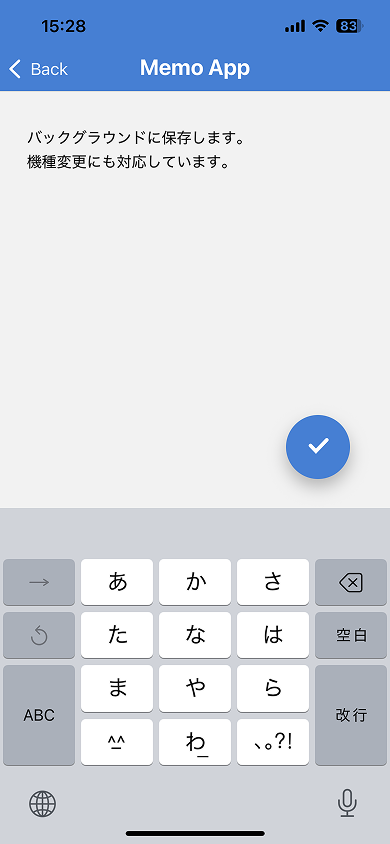 15:28
83
Back
Memo App
バックグラウンドに保存します。
機種変更にも対応しています。
→ あ か さ
た な は 空白
ABC ま や ら 改行
^^ わ_ 、。?!